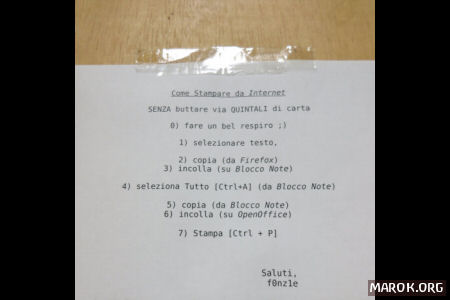 Come Stampare da Internet
SENZA buttare via QUINTALI di carta
0) fare un bel respiro ;)
1) selezionare testo,
2) copia (da Firefox)
3) incolla (su Blocco Note)
4) seleziona Tutto [Ctrl+A] (da Blocco Note)
5) copia (da Blocco Note)
6) incolla (su OpenOffice)
7) Stampa [Ctrl + P]
Saluti,
f0nz1e
MAROK.ORG